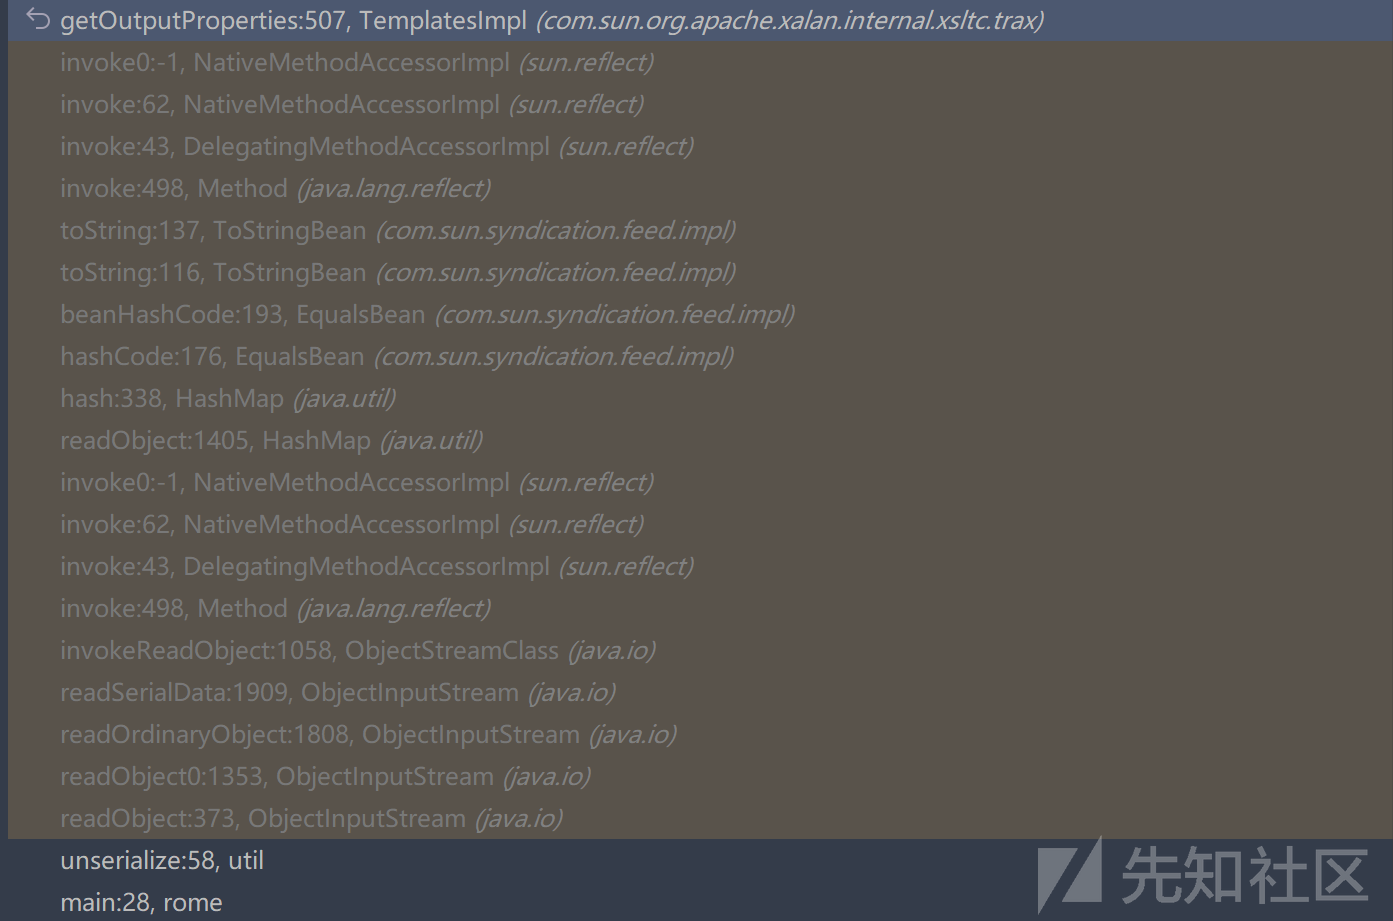 getOutputProperties:507, TemplatesImpl (com.sun.org.apache.xalan.internal.xsltc.trax)
invoke0:-1, NativeMethodAccessorImpl (sun.reflect)
invoke:62, NativeMethodAccessorImpl (sun.reflect)
invoke:43, DelegatingMethodAccessorImpl (sun.reflect)
invoke:498, Method (java.lang.reflect)
toString:137, ToStringBean (com.sun.syndication.feed.impl)
toString:116, ToStringBean (com.sun.syndication.feed.impl)
beanHashCode:193, EqualsBean (com.sun.syndication.feed.impl)
hashCode:176, EqualsBean (com.sun.syndication.feed.impl)
hash:338, HashMap (java.util)
readObject:1405, HashMap (java.util)
invoke0:-1, NativeMethodAccessorImpl (sun.reflect)
invoke:62, NativeMethodAccessorImpl (sun.reflect)
invoke:43, DelegatingMethodAccessorImpl (sun.reflect)
invoke:498, Method (java.lang.reflect)
invokeReadObject:1058, ObjectStreamClass (java.io)
readSerialData:1909, ObjectInputStream (java.io)
readOrdinaryObject:1808, ObjectInputStream (java.io)
readObject0:1353, ObjectInputStream (java.io)
readObject:373, ObjectInputStream (java.io)
unserialize:58, util
main:28, rome
先知社区